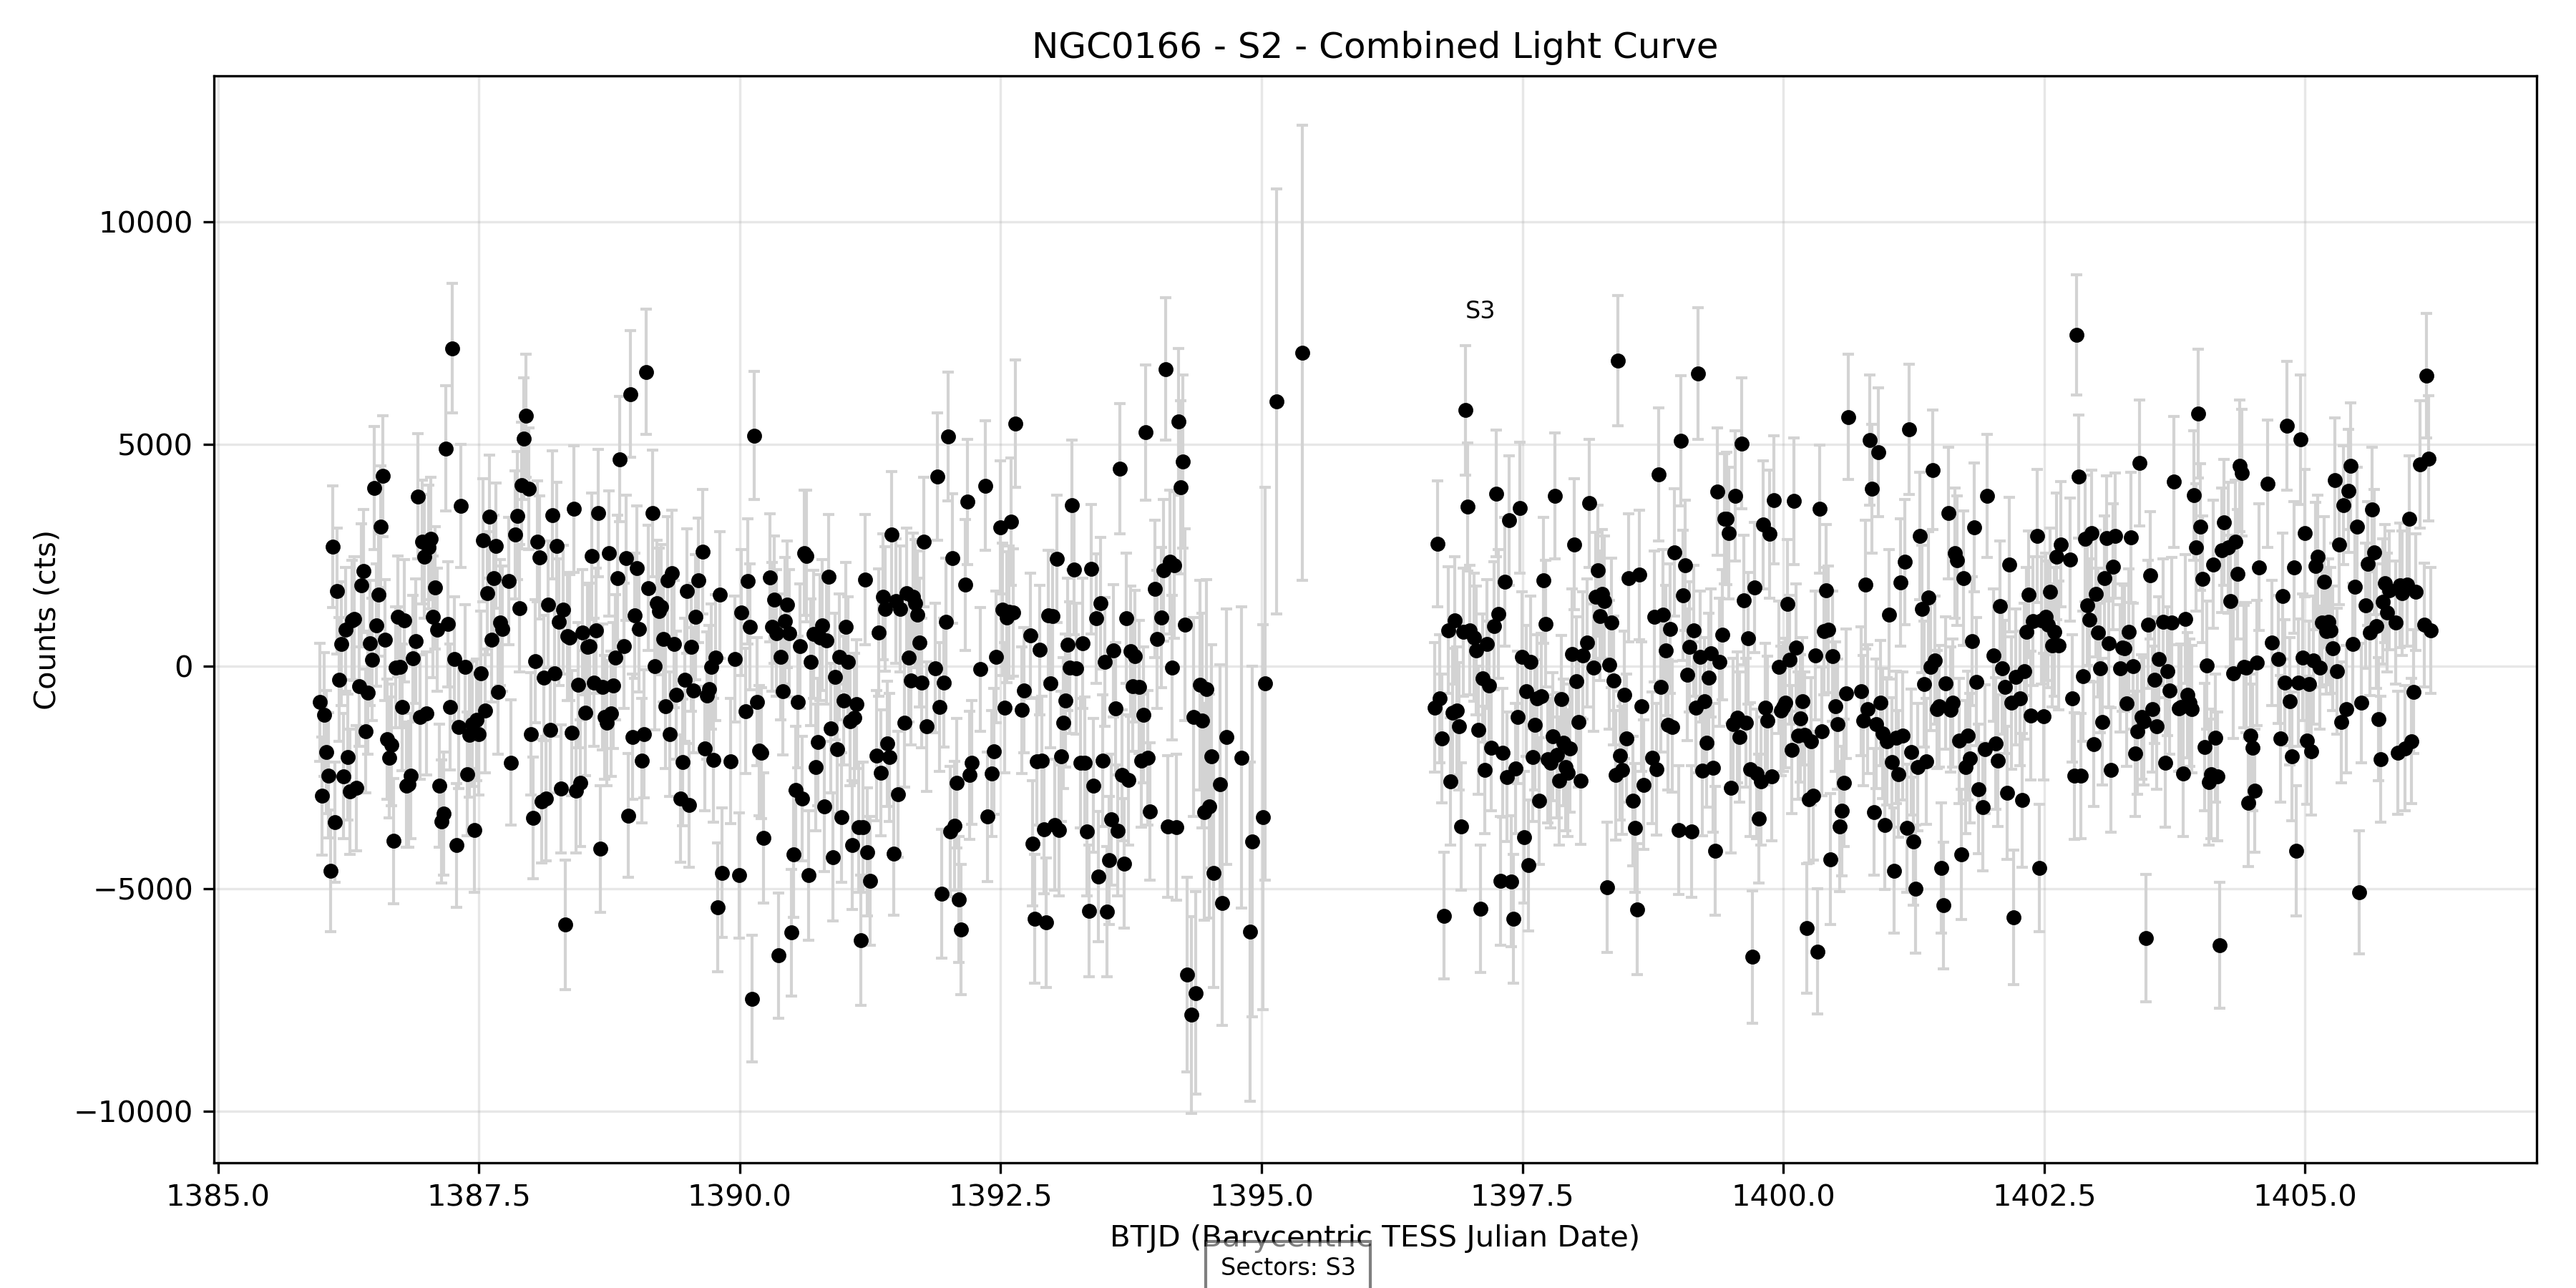 NGC0166 - S2 - Combined Light Curve
Counts (cts)
10000
5000
0
−5000
−10000
S3
1385.0 1387.5 1390.0 1392.5 1395.0 1397.5 1400.0 1402.5 1405.0
BTJD (Barycentric TESS Julian Date)
Sectors: S3